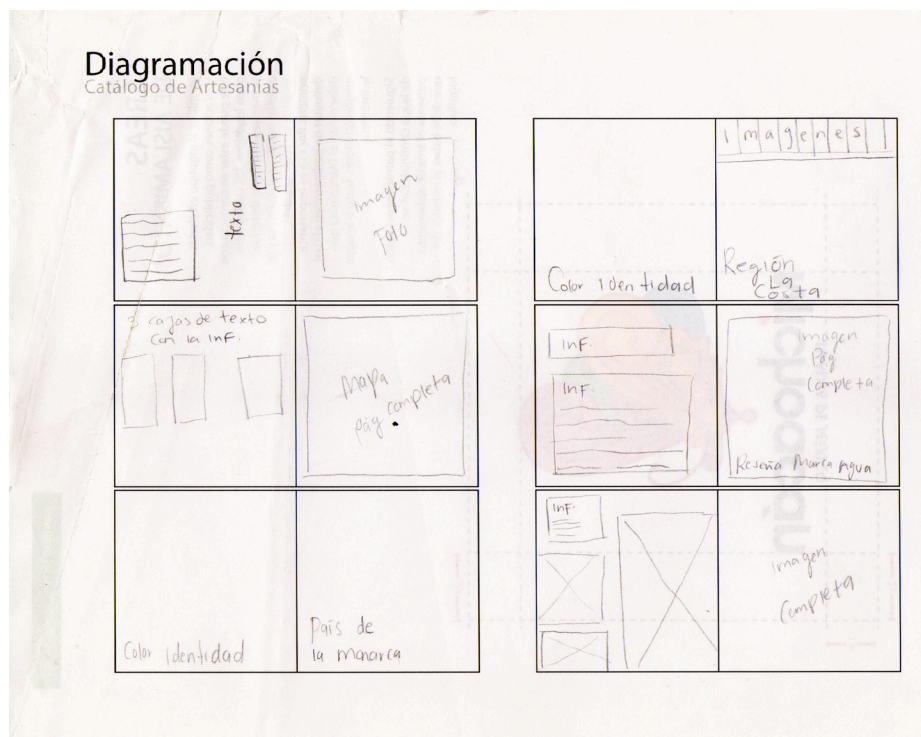 Diagramación
Catálogo de Artesanías
texto
Imagen
Foto
3 cajas de texto
con la InF.
Mapa
pág completa
Color Identidad
País de
la monarca
Imagenes
Color identidad
Región
La
Costa
InF.
InF.
Imagen
Pág
Completa
Reseña Marca Agua
InF.
Imagen
Completa